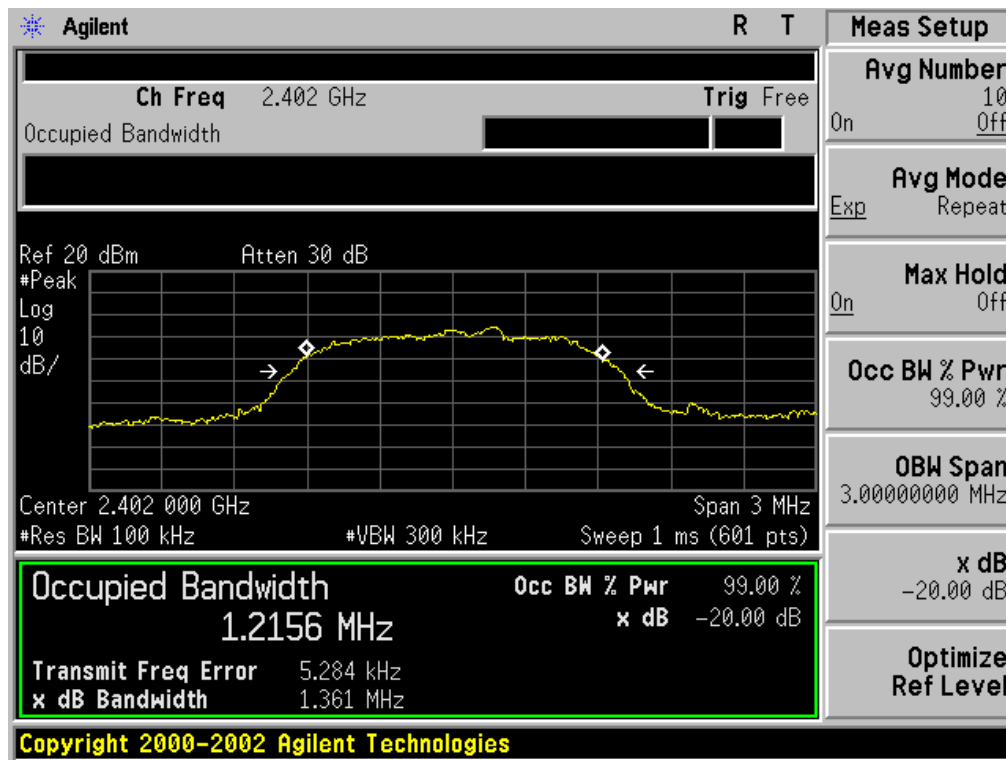 Agilent R T
Ch Freq 2.402 GHz Trig Free
Occupied Bandwidth
Ref 20 dBm Atten 30 dB
#Peak
Log
10
dB/
Center 2.402 000 GHz Span 3 MHz
#Res BW 100 kHz #VBW 300 kHz Sweep 1 ms (601 pts)
Occupied Bandwidth Occ BW % Pwr 99.00 %
1.2156 MHz x dB -20.00 dB
Transmit Freq Error 5.284 kHz
x dB Bandwidth 1.361 MHz
Copyright 2000-2002 Agilent Technologies
Meas Setup
Avg Number
10
On Off
Avg Mode
Exp Repeat
Max Hold
On Off
Occ BW % Pwr
99.00 %
OBW Span
3.00000000 MHz
x dB
-20.00 dB
Optimize
Ref Level